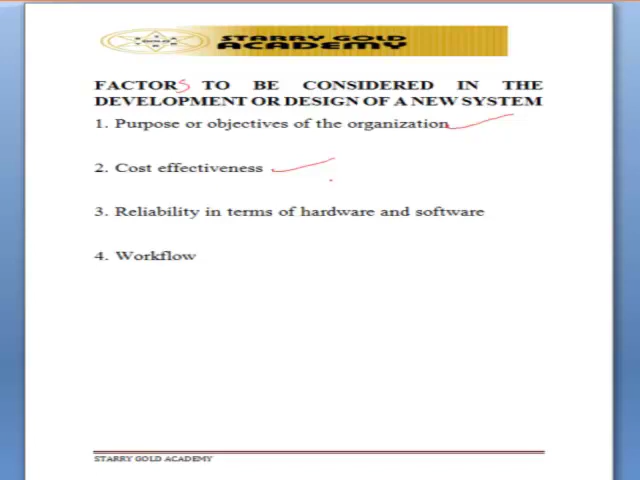 GOLD
STARRY GOLD
ACADEMY
FACTORS TO BE CONSIDERED IN THE
DEVELOPMENT OR DESIGN OF A NEW SYSTEM
1. Purpose or objectives of the organization
2. Cost effectiveness
3. Reliability in terms of hardware and software
4. Workflow
STARRY GOLD ACADEMY